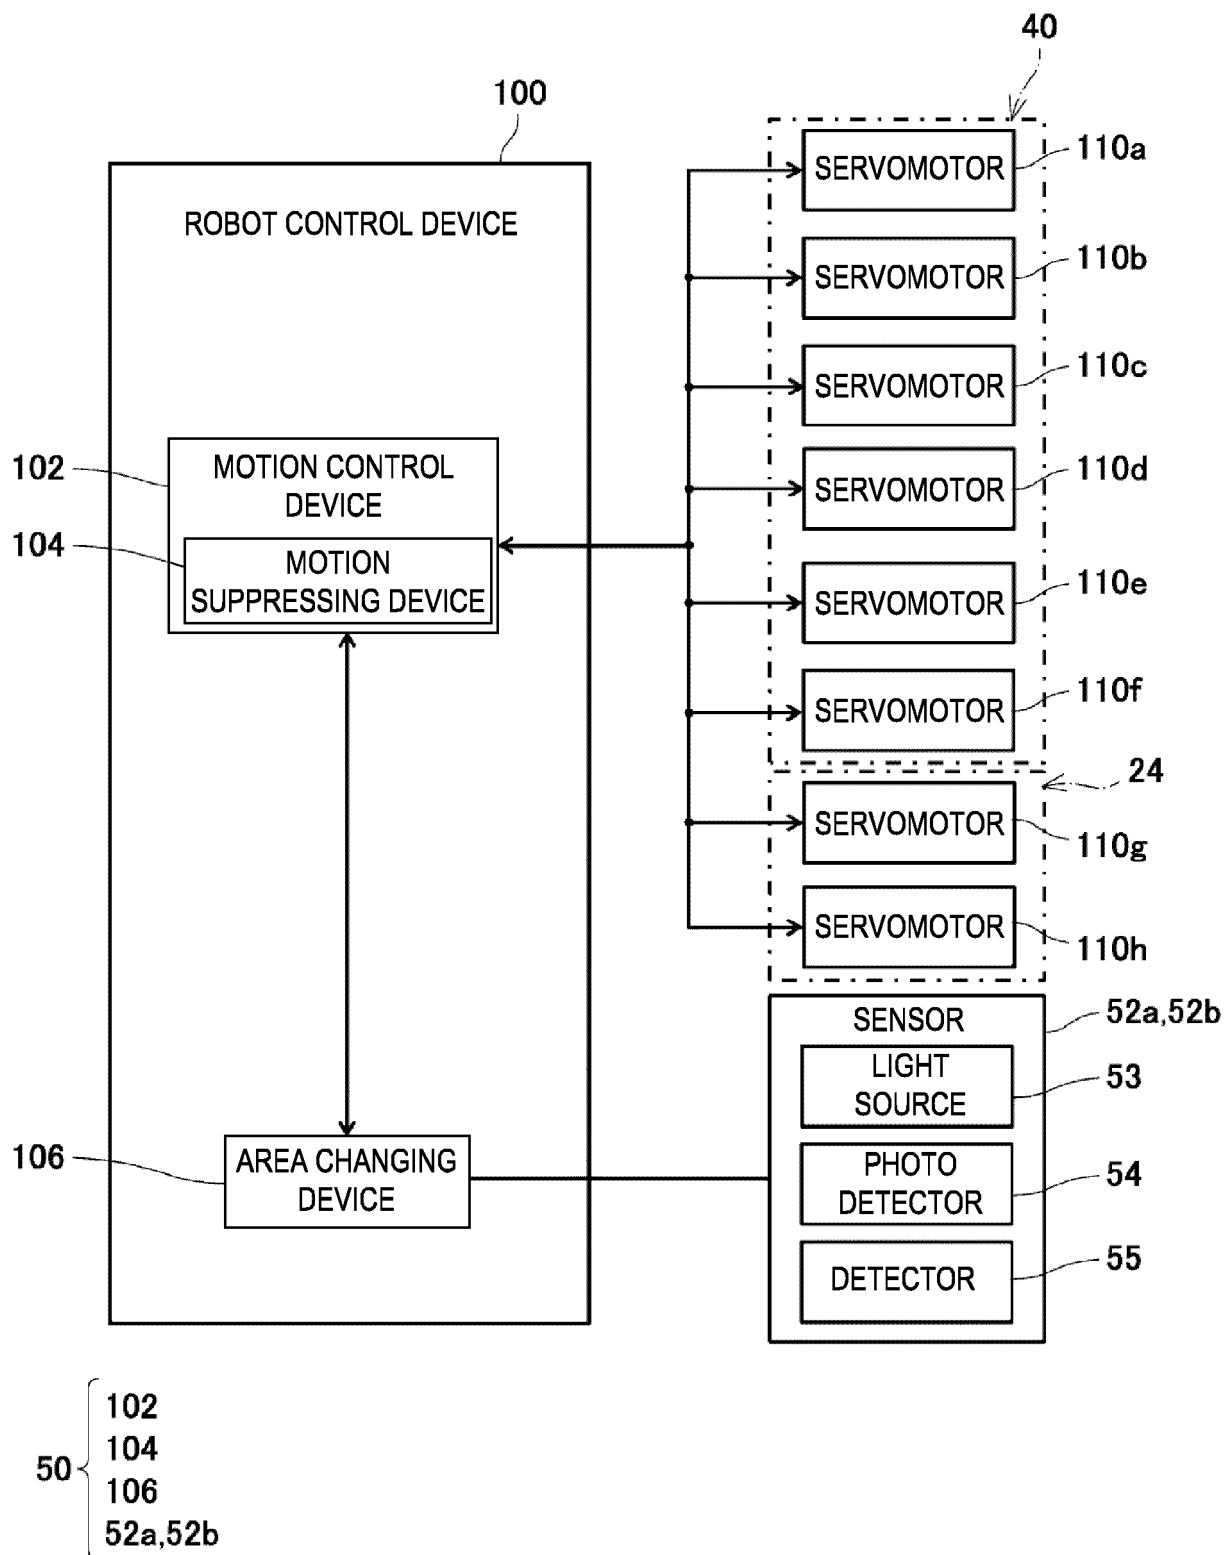 40
100
SERVOMOTOR
110a
ROBOT CONTROL DEVICE
SERVOMOTOR
110b
SERVOMOTOR
110c
102
MOTION CONTROL
DEVICE
SERVOMOTOR
110d
104
MOTION
SUPPRESSING DEVICE
SERVOMOTOR
110e
SERVOMOTOR
110f
24
SERVOMOTOR
110g
SERVOMOTOR
110h
SENSOR
52a,52b
LIGHT
SOURCE
53
106
AREA CHANGING
DEVICE
PHOTO
DETECTOR
54
DETECTOR
55
50
102
104
106
52a,52b